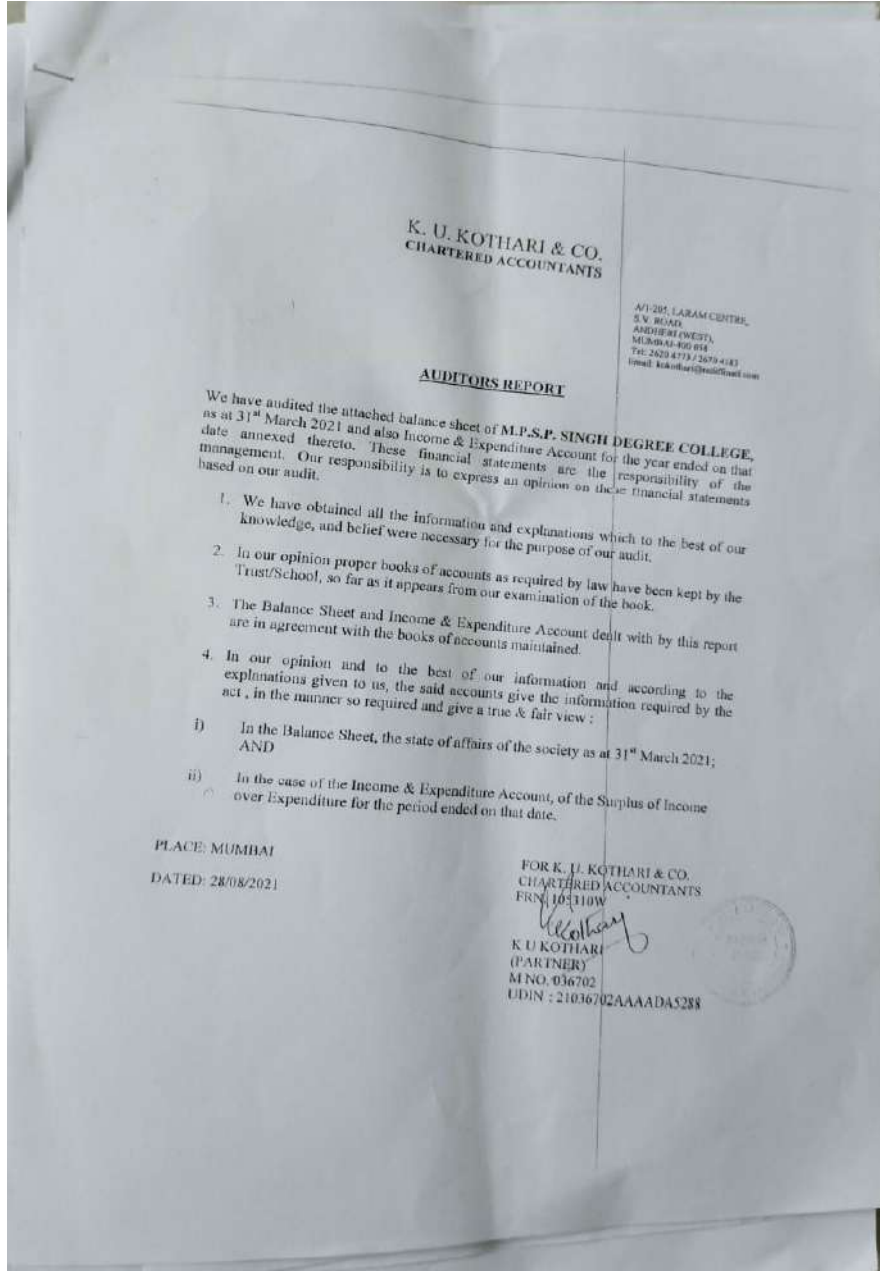 K. U. KOTHARI & CO.
CHARTERED ACCOUNTANTS
A/1-205, LARAM CENTRE,
S.V. ROAD,
ANDHERI (WEST),
MUMBAI-400 058
Tel: 2620 4773 / 2670 4183
Email: kukothari@rediffmail.com
AUDITORS REPORT
We have audited the attached balance sheet of M.P.S.P. SINGH DEGREE COLLEGE,
as at 31st March 2021 and also Income & Expenditure Account for the year ended on that
date annexed thereto. These financial statements are the responsibility of the
management. Our responsibility is to express an opinion on these financial statements
based on our audit.
1. We have obtained all the information and explanations which to the best of our
knowledge, and belief were necessary for the purpose of our audit.
2. In our opinion proper books of accounts as required by law have been kept by the
Trust/School, so far as it appears from our examination of the book.
3. The Balance Sheet and Income & Expenditure Account dealt with by this report
are in agreement with the books of accounts maintained.
4. In our opinion and to the best of our information and according to the
explanations given to us, the said accounts give the information required by the
act , in the manner so required and give a true & fair view :
i) In the Balance Sheet, the state of affairs of the society as at 31st March 2021;
AND
ii) In the case of the Income & Expenditure Account, of the Surplus of Income
over Expenditure for the period ended on that date.
PLACE: MUMBAI
DATED: 28/08/2021
FOR K. U. KOTHARI & CO.
CHARTERED ACCOUNTANTS
FRN
K U KOTHARI
(PARTNER)
M NO. 036702
UDIN : 21036702AAAADA5288